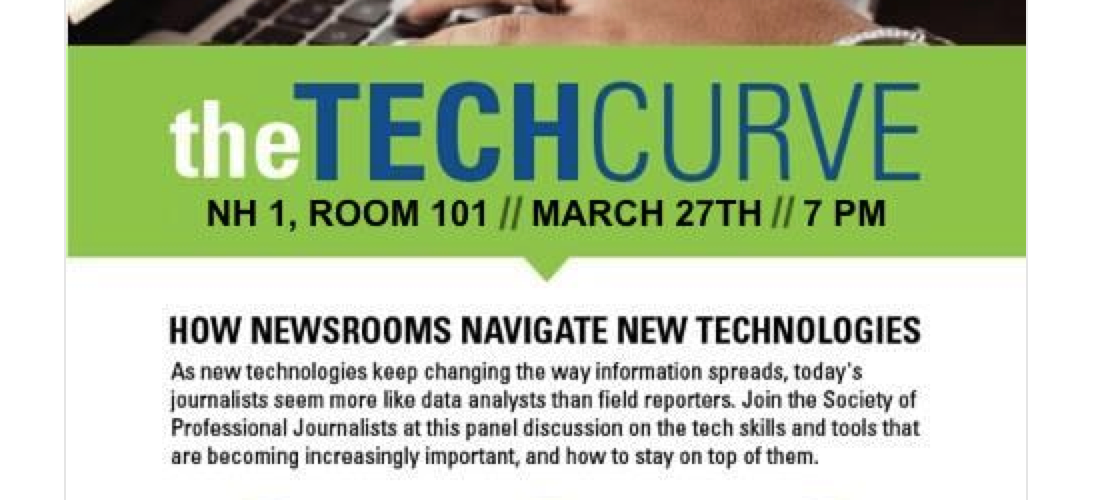 theTECHCURVE
NH 1, ROOM 101 // MARCH 27TH // 7 PM
HOW NEWSROOMS NAVIGATE NEW TECHNOLOGIES
As new technologies keep changing the way information spreads, today's
journalists seem more like data analysts than field reporters. Join the Society of
Professional Journalists at this panel discussion on the tech skills and tools that
are becoming increasingly important, and how to stay on top of them.